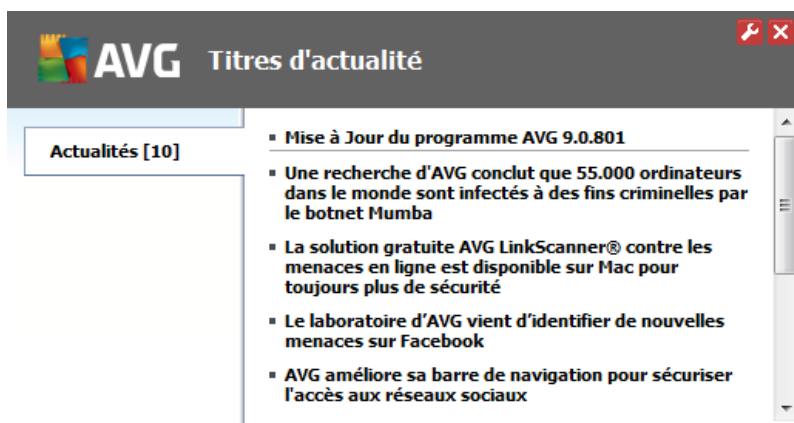 AVG Titres d'actualité
Actualités [10]
Mise à Jour du programme AVG 9.0.801
Une recherche d'AVG conclut que 55.000 ordinateurs
dans le monde sont infectés à des fins criminelles par
le botnet Mumba
La solution gratuite AVG LinkScanner® contre les
menaces en ligne est disponible sur Mac pour
toujours plus de sécurité
Le laboratoire d’AVG vient d’identifier de nouvelles
menaces sur Facebook
AVG améliore sa barre de navigation pour sécuriser
l'accès aux réseaux sociaux